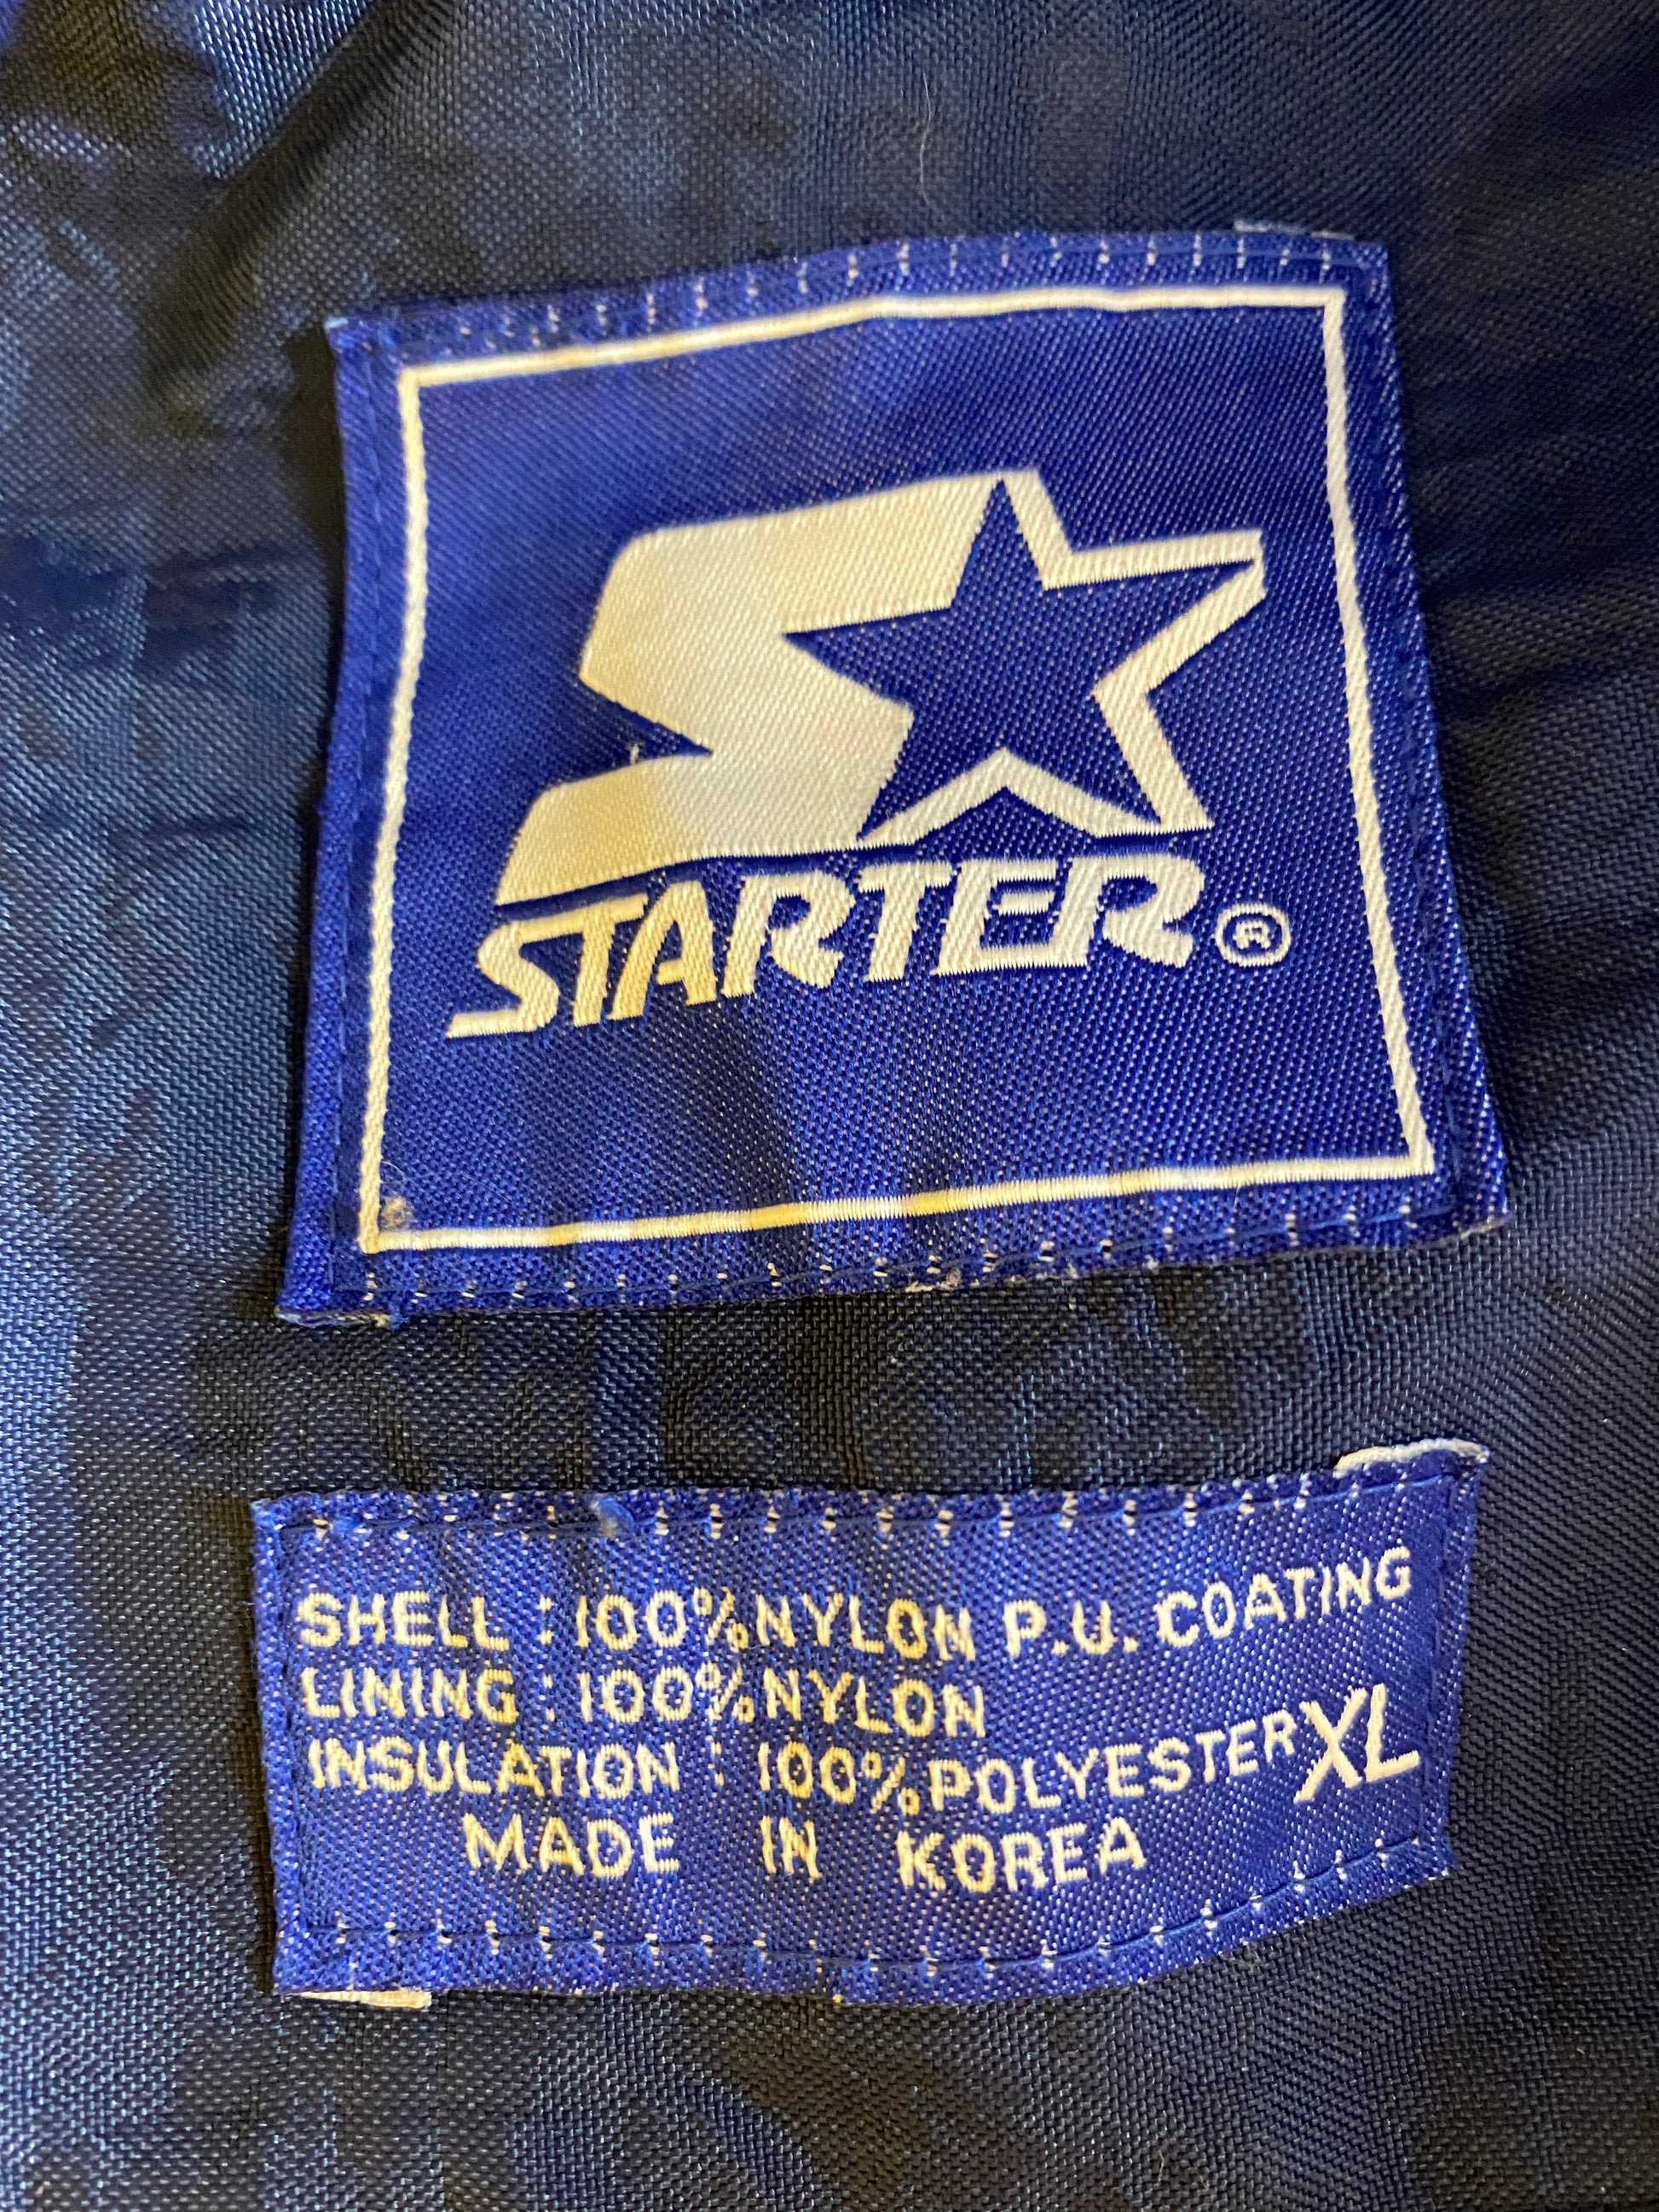 STARTER®
SHELL : 100% NYLON P.U. COATING
LINING : 100% NYLON
INSULATION : 100% POLYESTER XL
MADE IN KOREA